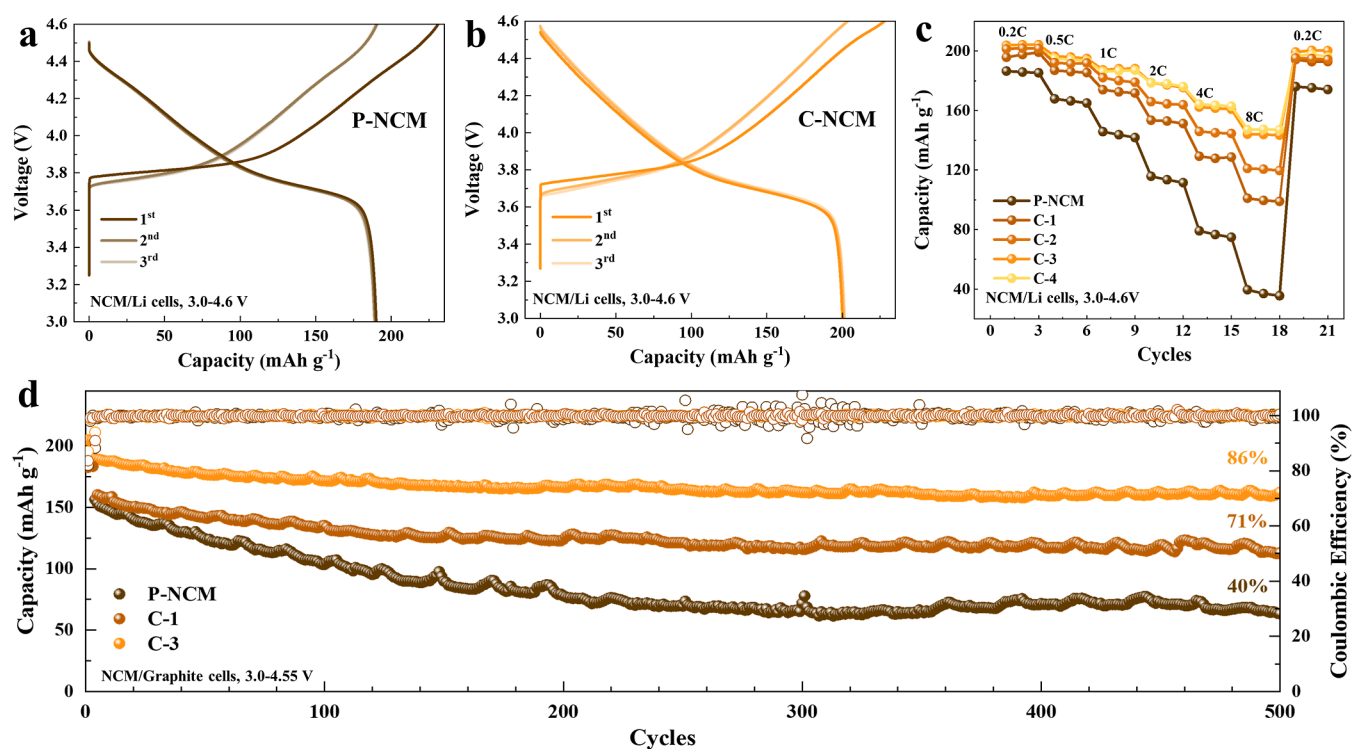 a
4.6
4.4
4.2
4.0
3.8
3.6
3.4
3.2
3.0
Voltage (V)
P-NCM
1st
2nd
3rd
NCM/Li cells, 3.0-4.6 V
0 50 100 150 200
Capacity (mAh g-1)
b
4.6
4.4
4.2
4.0
3.8
3.6
3.4
3.2
3.0
Voltage (V)
C-NCM
1st
2nd
3rd
NCM/Li cells, 3.0-4.6 V
0 50 100 150 200
Capacity (mAh g-1)
c
200
160
120
80
40
Capacity (mAh g-1)
0.2C
0.5C
1C
2C
4C
8C
0.2C
P-NCM
C-1
C-2
C-3
C-4
NCM/Li cells, 3.0-4.6V
0 3 6 9 12 15 18 21
Cycles
d
200
150
100
50
0
Capacity (mAh g-1)
86%
71%
40%
P-NCM
C-1
C-3
NCM/Graphite cells, 3.0-4.55 V
100
80
60
40
20
0
Coulombic Efficiency (%)
0 100 200 300 400 500
Cycles